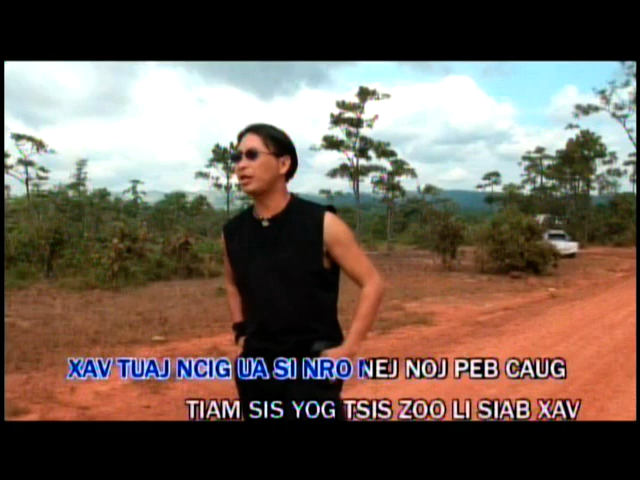 XAV TUAJ NCIG UA SI NRO NEJ NOJ PEB CAUG
TIAM SIS YOG TSIS ZOO LI SIAB XAV